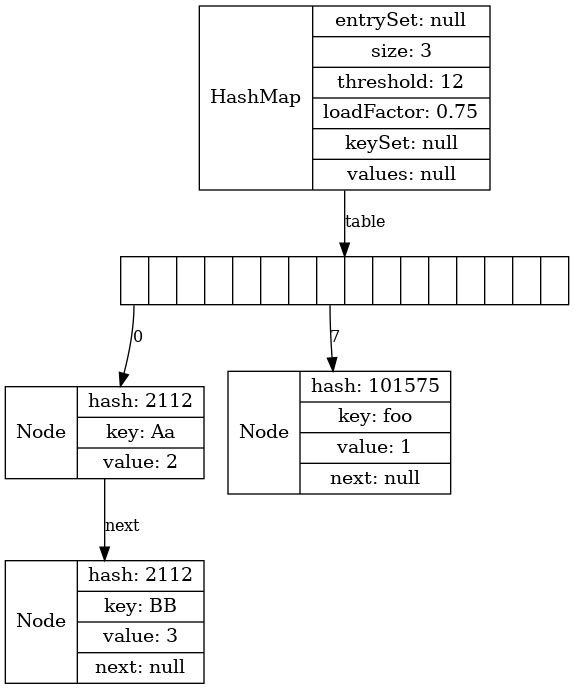 entrySet: null
size: 3
HashMap
threshold: 12
loadFactor: 0.75
keySet: null
values: null
table
0
7
hash: 2112
Node
key: Aa
value: 2
hash: 101575
Node
key: foo
value: 1
next: null
next
hash: 2112
Node
key: BB
value: 3
next: null